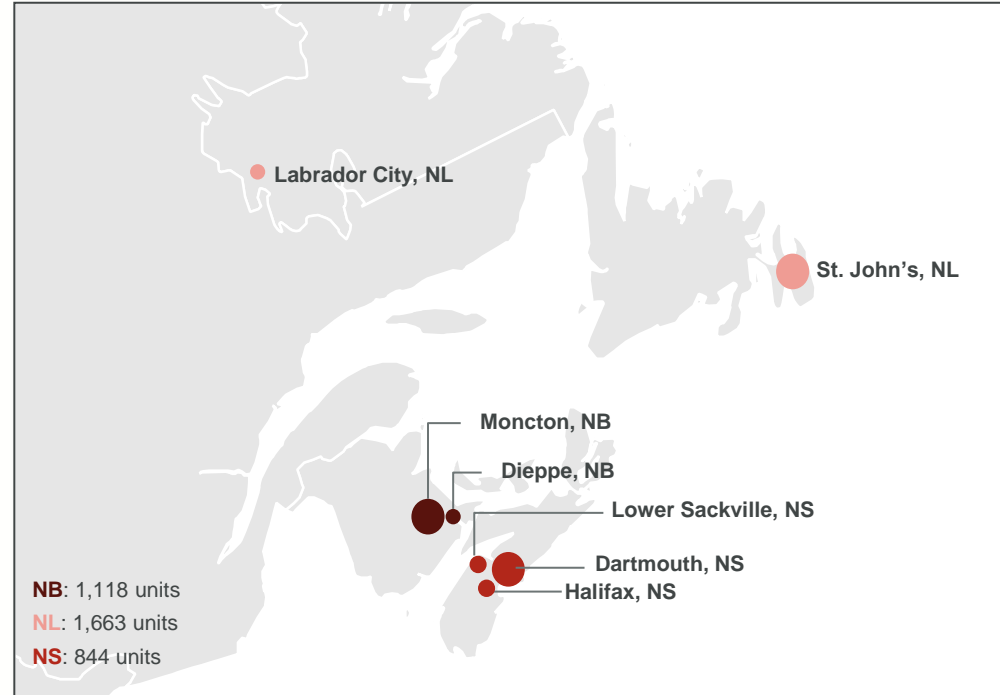 Labrador City, NL
St. John’s, NL
Moncton, NB
Dieppe, NB
Lower Sackville, NS
Dartmouth, NS
Halifax, NS
NB: 1,118 units
NL: 1,663 units
NS: 844 units